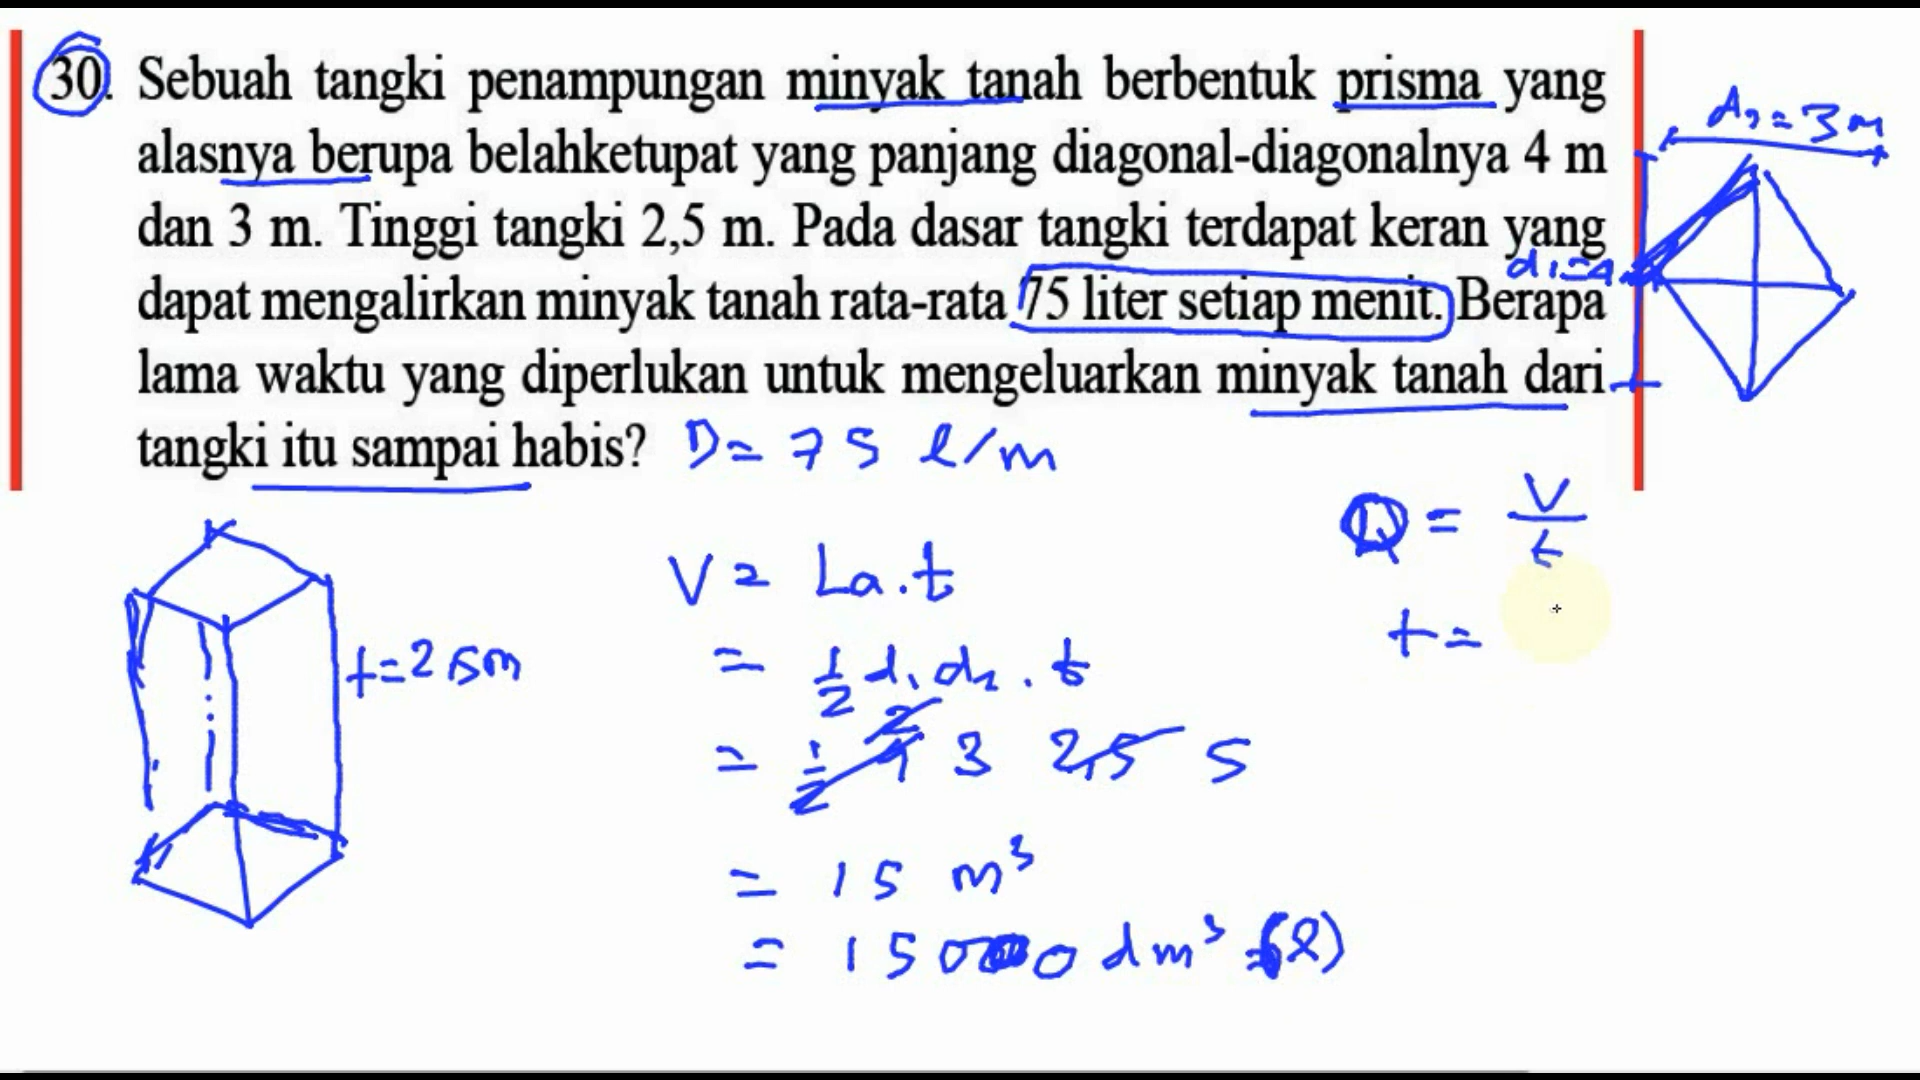 30. Sebuah tangki penampungan minyak tanah berbentuk prisma yang
alasnya berupa belahketupat yang panjang diagonal-diagonalnya 4 m
dan 3 m. Tinggi tangki 2,5 m. Pada dasar tangki terdapat keran yang
dapat mengalirkan minyak tanah rata-rata 75 liter setiap menit. Berapa
lama waktu yang diperlukan untuk mengeluarkan minyak tanah dari
tangki itu sampai habis?
d₂ = 3 m
d₁ = 4
D = 75 l/m
Q = V/t
t =
t = 2,5m
V = La.t
= 1/2 d₁ d₂ . t
= 1/2 4 2 3 2,5 5
= 15 m³
= 15000 dm³ (l)